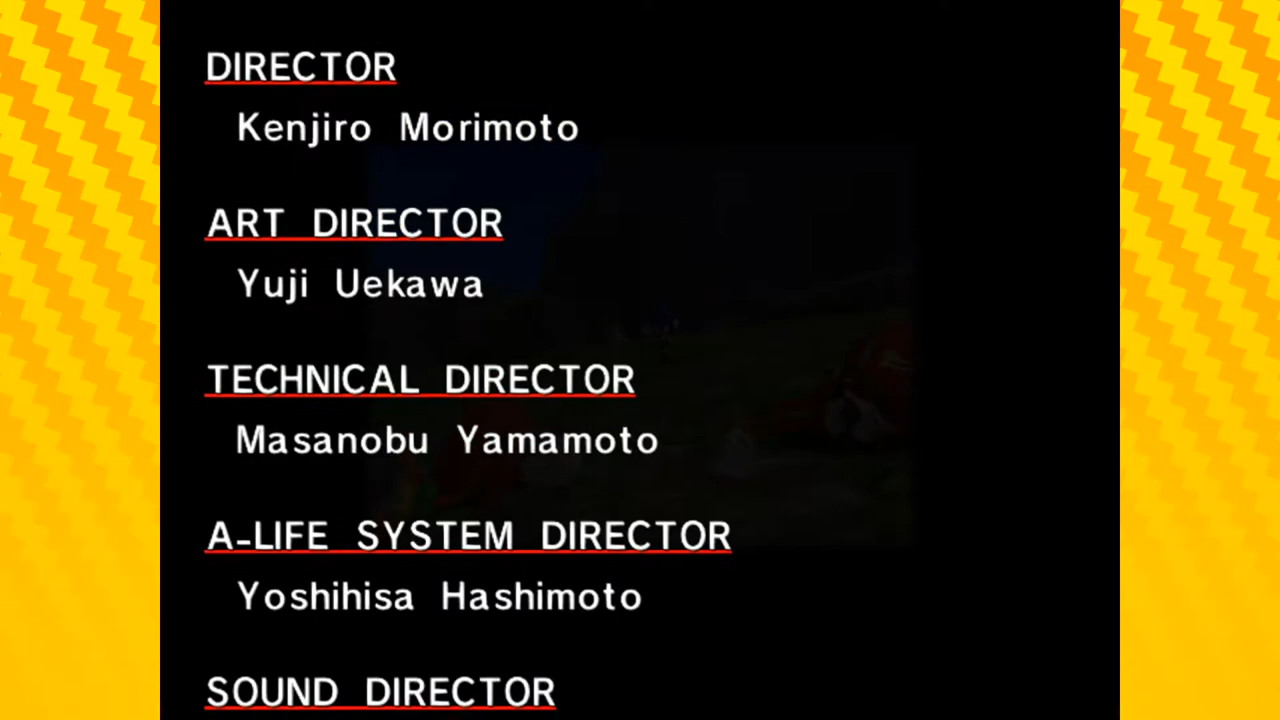 DIRECTOR
Kenjiro Morimoto
ART DIRECTOR
Yuji Uekawa
TECHNICAL DIRECTOR
Masanobu Yamamoto
A-LIFE SYSTEM DIRECTOR
Yoshihisa Hashimoto
SOUND DIRECTOR